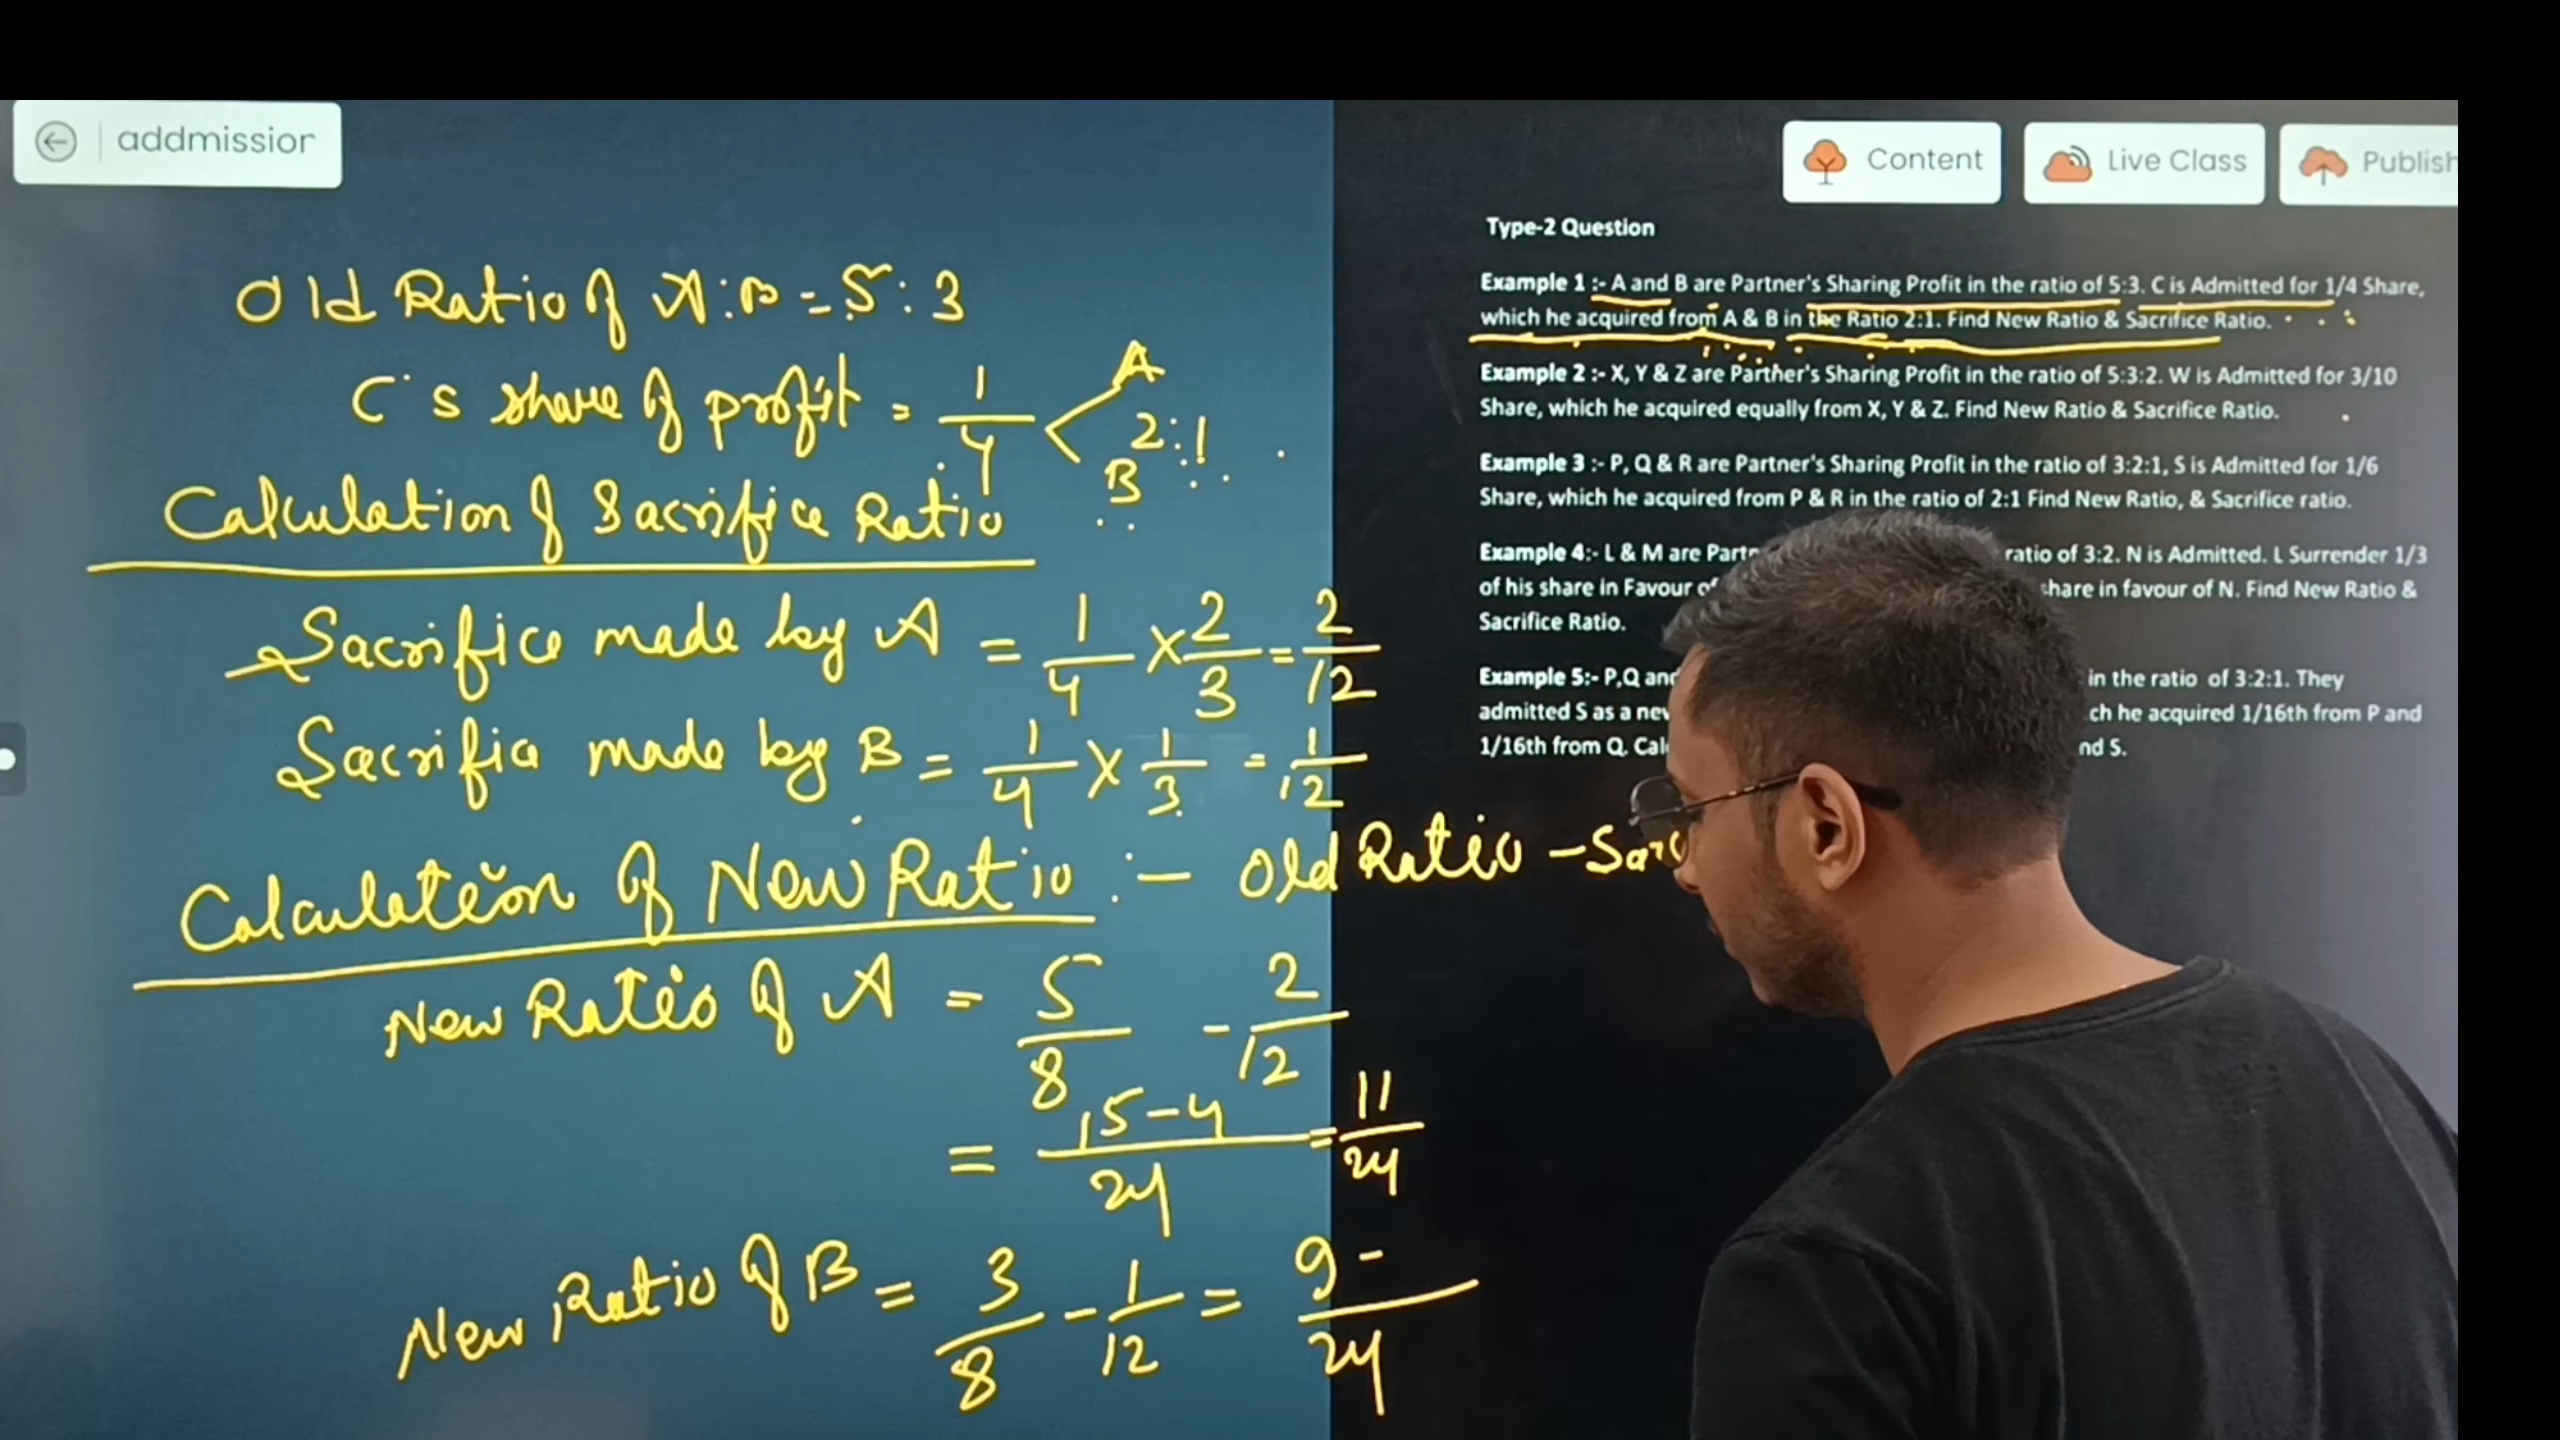 addmission
Content
Live Class
Publish
Old Ratio of A:B = 5:3
C's share of profit = 1/4 < A
2:1
B
Calculation of Sacrifice Ratio
Sacrifice made by A = 1/4 × 2/3 = 2/12
Sacrifice made by B = 1/4 × 1/3 = 1/12
Calculation of New Ratio :- Old Ratio -
New Ratio of A = 5/8 - 2/12
= 15-4/24 = 11/24
New Ratio of B = 3/8 - 1/12 = 9-/24
Type-2 Question
Example 1 :- A and B are Partner's Sharing Profit in the ratio of 5:3. C is Admitted for 1/4 Share,
which he acquired from A & B in the Ratio 2:1. Find New Ratio & Sacrifice Ratio.
Example 2 :- X, Y & Z are Partner's Sharing Profit in the ratio of 5:3:2. W is Admitted for 3/10
Share, which he acquired equally from X, Y & Z. Find New Ratio & Sacrifice Ratio.
Example 3 :- P, Q & R are Partner's Sharing Profit in the ratio of 3:2:1, S is Admitted for 1/6
Share, which he acquired from P & R in the ratio of 2:1 Find New Ratio, & Sacrifice ratio.
Example 4:- L & M are ratio of 3:2. N is Admitted. L Surrender 1/3
of his share in Favour share in favour of N. Find New Ratio &
Sacrifice Ratio.
Example 5:- P,Q in the ratio of 3:2:1. They
admitted S as a he acquired 1/16th from P and
1/16th from Q. S.